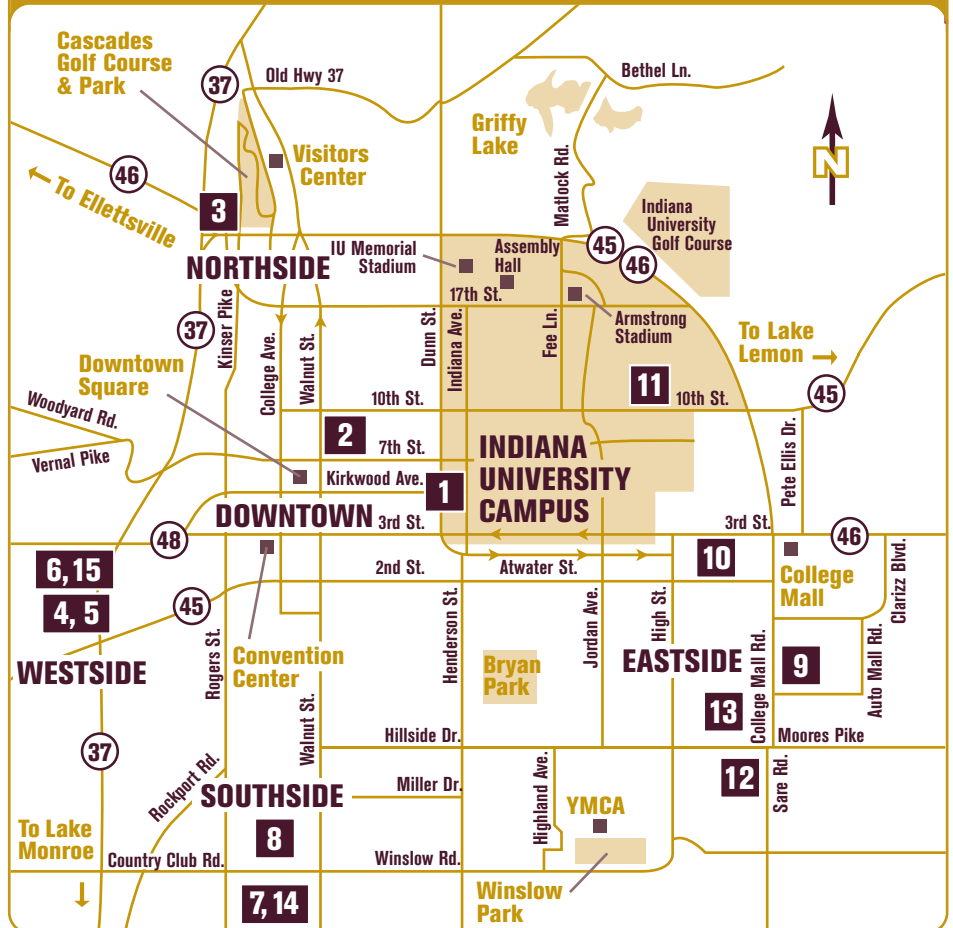 Cascades
Golf Course
& Park
37
Old Hwy 37
Bethel Ln.
Griffy
Lake
Matlock Rd.
N
46
To Ellettsville
Visitors
Center
3
NORTHSIDE
IU Memorial
Stadium
Assembly
Hall
45
46
Indiana
University
Golf Course
17th St.
Armstrong
Stadium
Fee Ln.
Dunn St.
Indiana Ave.
37
Kinser Pike
College Ave.
Walnut St.
To Lake
Lemon
45
Downtown
Square
Woodyard Rd.
Vernal Pike
10th St.
11
10th St.
2
7th St.
Kirkwood Ave.
1
INDIANA
UNIVERSITY
CAMPUS
Pete Ellis Dr.
DOWNTOWN
3rd St.
3rd St.
48
46
6, 15
4, 5
2nd St.
Atwater St.
10
College
Mall
Clarizz Blvd.
45
WESTSIDE
Rogers St.
Convention
Center
Walnut St.
Henderson St.
Bryan
Park
Jordan Ave.
High St.
EASTSIDE
College Mall Rd.
9
Auto Mall Rd.
13
37
Hillside Dr.
Moores Pike
Rockport Rd.
SOUTHSIDE
Miller Dr.
Highland Ave.
YMCA
12
Sare Rd.
To Lake
Monroe
8
Country Club Rd.
Winslow Rd.
7, 14
Winslow
Park